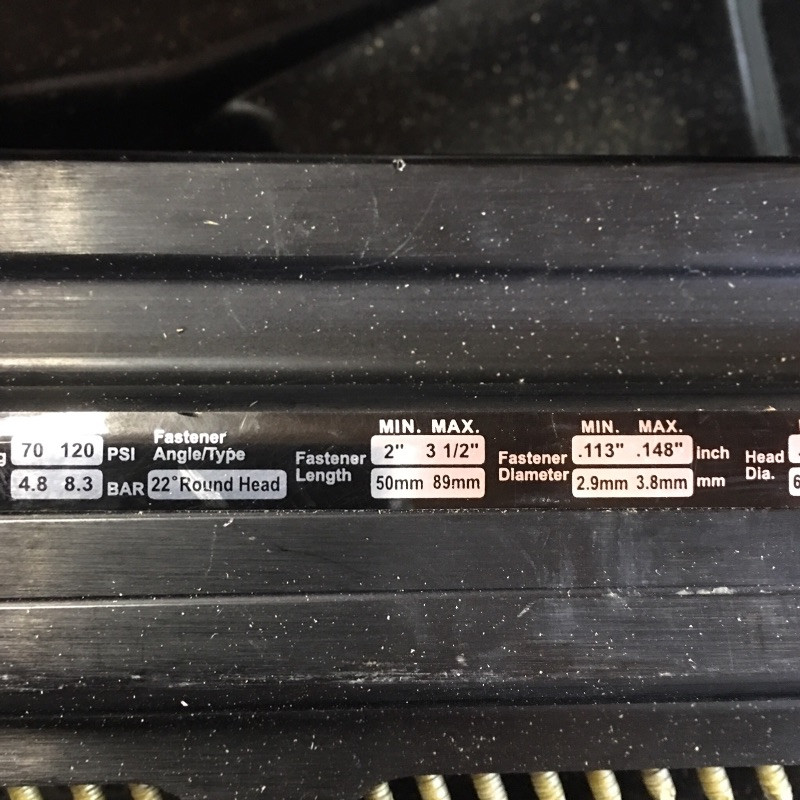 70 120 PSI
4.8 8.3 BAR
Fastener
Angle/Type
22° Round Head
Fastener
Length
MIN. MAX.
2" 3 1/2"
50mm 89mm
Fastener
Diameter
MIN. MAX.
.113" .148" inch
2.9mm 3.8mm mm
Head
Dia.